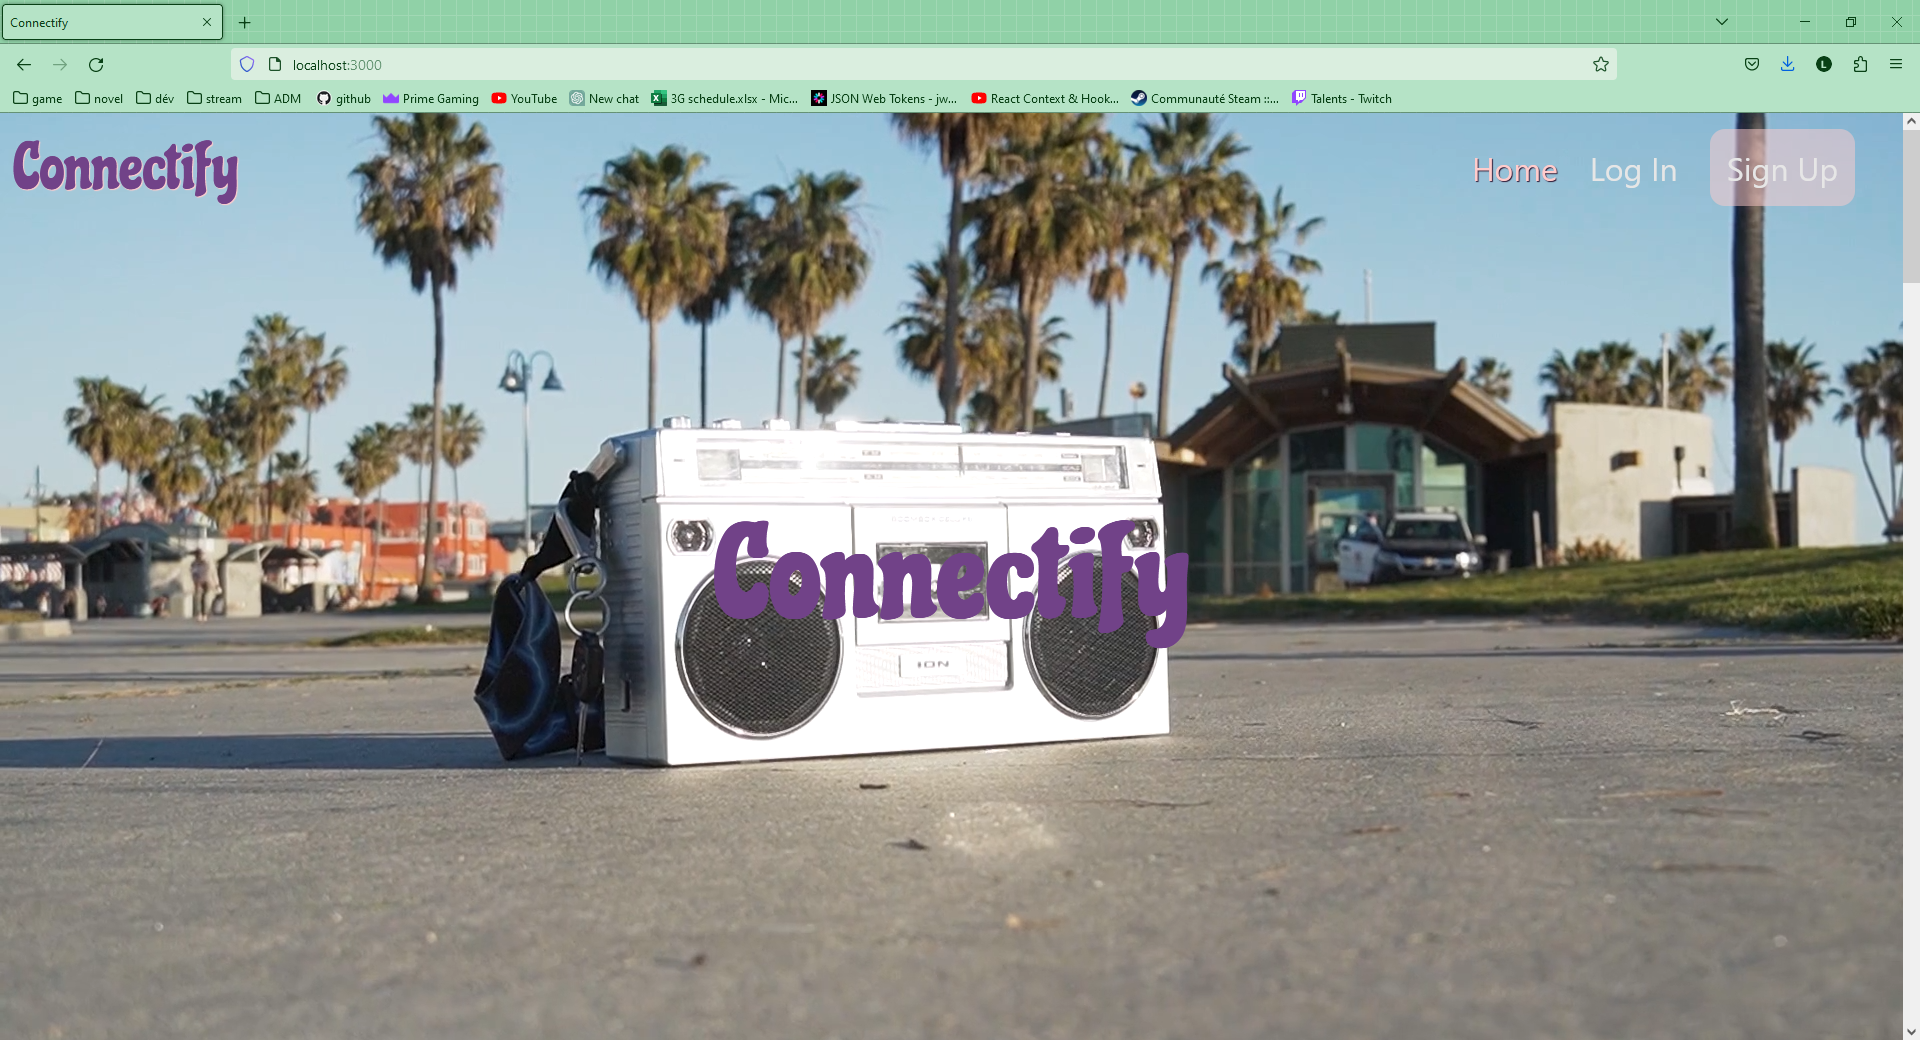 Connectify
localhost:3000
game novel dév stream ADM github Prime Gaming YouTube New chat 3G schedule.xlsx - Mic... JSON Web Tokens - jw... React Context & Hook... Communauté Steam ::... Talents - Twitch
L
Connectify
Home Log In Sign Up
Connectify
ION